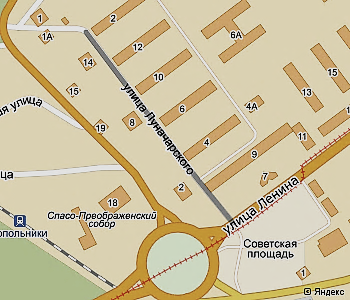 2
1А
6А
12
14
10
15
ая улица
6
4А
11
13
15
улица Луначарского
8
19
4
9
ица
7
2
18
улица Ленина
Спасо-Преображенский
собор
опольники
Советская
площадь
1
Яндекс